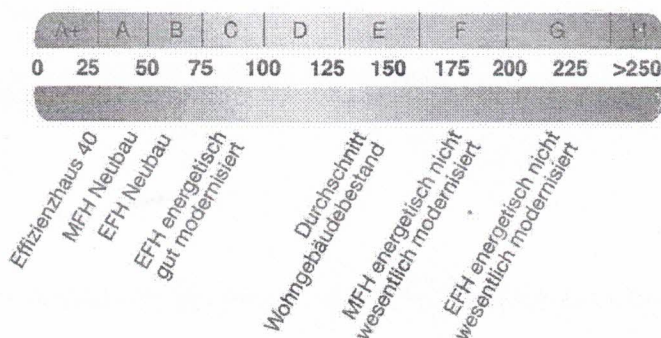 A+ A B C D E F G H
0 25 50 75 100 125 150 175 200 225 >250
Effizienzhaus 40
MFH Neubau
EFH Neubau
EFH energetisch
gut modernisiert
Durchschnitt
Wohngebäudebestand
MFH energetisch nicht
wesentlich modernisiert
EFH energetisch nicht
wesentlich modernisiert